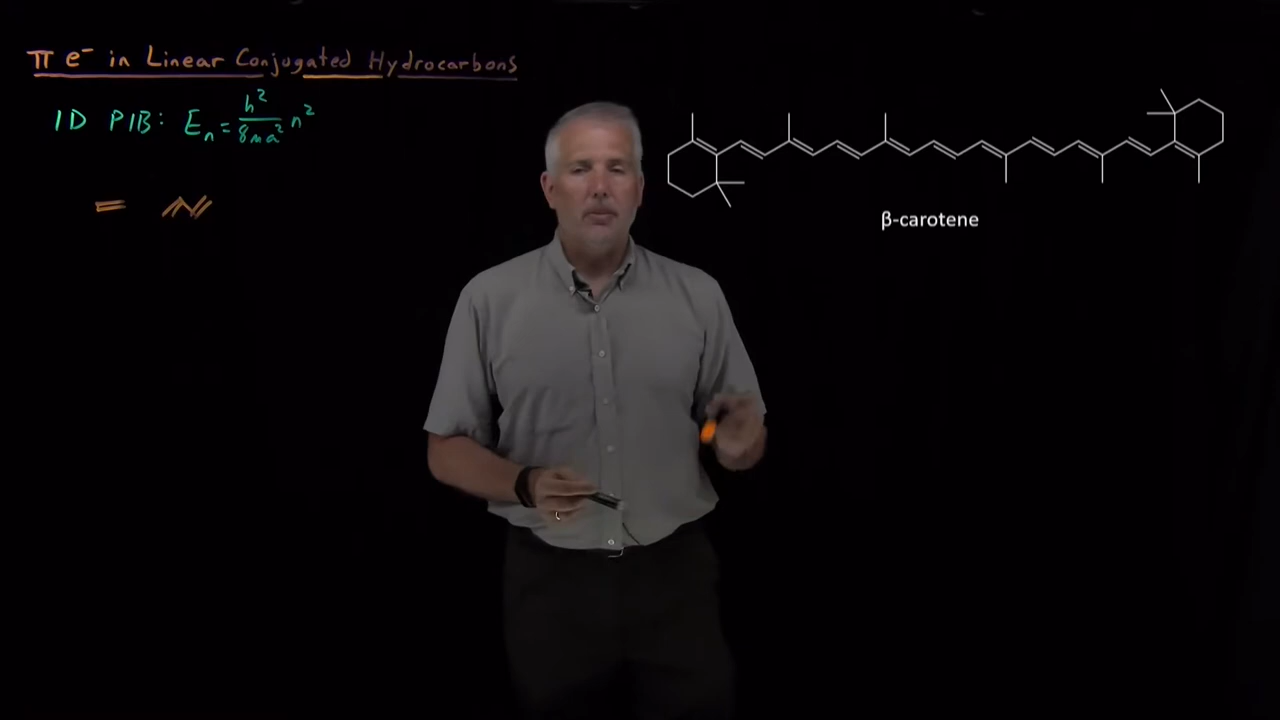 π e⁻ in Linear Conjugated Hydrocarbons
1D PIB: Eₙ = h²/8ma² n²
β-carotene